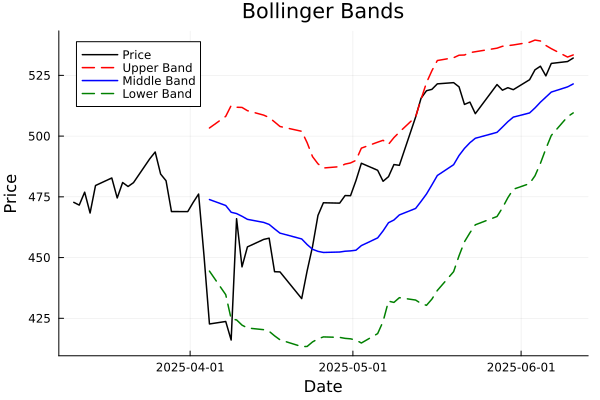 Bollinger Bands
Price
Upper Band
Middle Band
Lower Band
525
500
475
450
425
Price
2025-04-01
2025-05-01
2025-06-01
Date